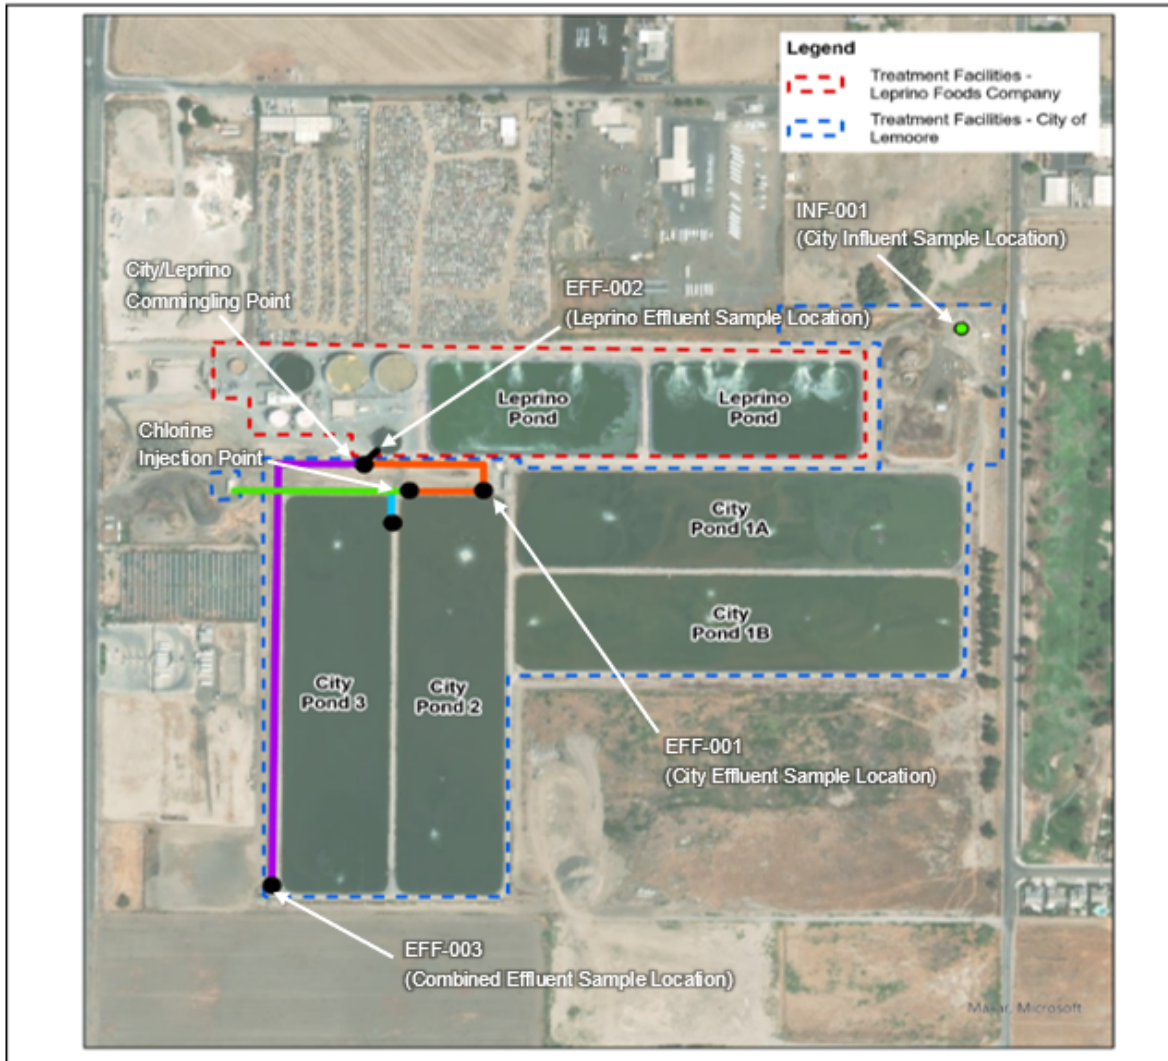 Legend
Treatment Facilities -
Leprino Foods Company
Treatment Facilities - City of
Lemoore
INF-001
(City Influent Sample Location)
City/Leprino
Commingling Point
EFF-002
(Leprino Effluent Sample Location)
Leprino
Pond
Leprino
Pond
Chlorine
Injection Point
City
Pond 1A
City
Pond 1B
City
Pond 3
City
Pond 2
EFF-001
(City Effluent Sample Location)
EFF-003
(Combined Effluent Sample Location)
Maxar, Microsoft